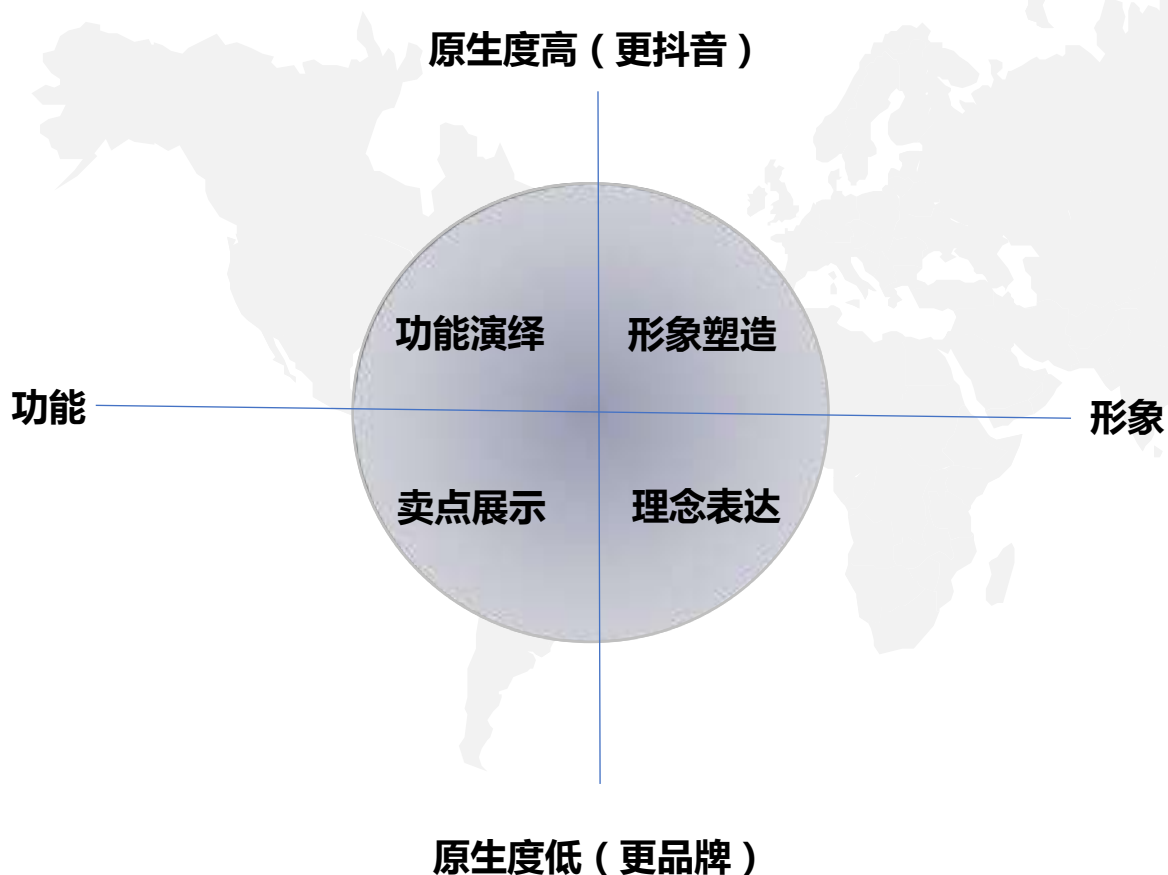 原生度高（更抖音）
功能演绎 形象塑造
功能 形象
卖点展示 理念表达
原生度低（更品牌）